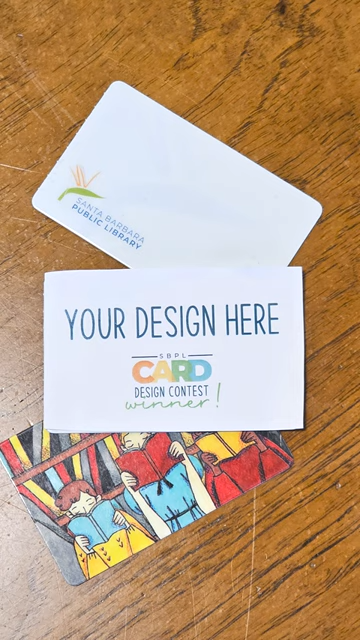 SANTA BARBARA
PUBLIC LIBRARY
YOUR DESIGN HERE
SBPL
CARD
DESIGN CONTEST
winner!